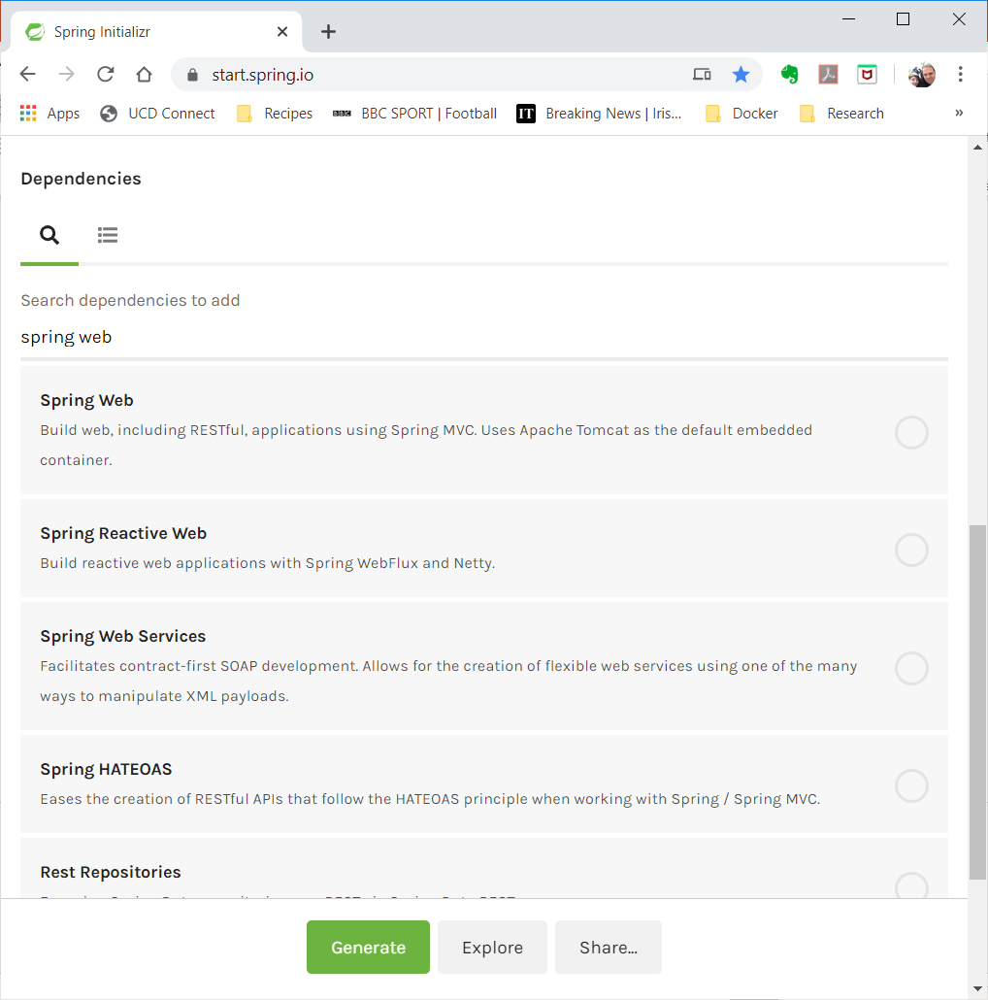 Spring Initializr
start.spring.io
Apps UCD Connect Recipes BBC BBC SPORT | Football IT Breaking News | Iris... Docker Research »
Dependencies
Search dependencies to add
spring web
Spring Web
Build web, including RESTful, applications using Spring MVC. Uses Apache Tomcat as the default embedded
container.
Spring Reactive Web
Build reactive web applications with Spring WebFlux and Netty.
Spring Web Services
Facilitates contract-first SOAP development. Allows for the creation of flexible web services using one of the many
ways to manipulate XML payloads.
Spring HATEOAS
Eases the creation of RESTful APIs that follow the HATEOAS principle when working with Spring / Spring MVC.
Rest Repositories
Generate Explore Share...